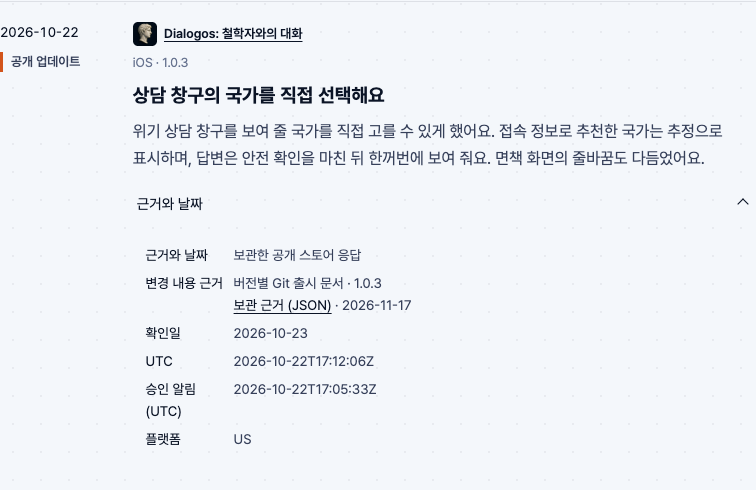 2026-10-22
공개 업데이트
Dialogos: 철학자와의 대화
iOS · 1.0.3
상담 창구의 국가를 직접 선택해요
위기 상담 창구를 보여 줄 국가를 직접 고를 수 있게 했어요. 접속 정보로 추천한 국가는 추정으로
표시하며, 답변은 안전 확인을 마친 뒤 한꺼번에 보여 줘요. 면책 화면의 줄바꿈도 다듬었어요.
근거와 날짜
근거와 날짜 보관한 공개 스토어 응답
변경 내용 근거 버전별 Git 출시 문서 · 1.0.3
보관 근거 (JSON) · 2026-11-17
확인일 2026-10-23
UTC 2026-10-22T17:12:06Z
승인 알림 2026-10-22T17:05:33Z
(UTC)
플랫폼 US